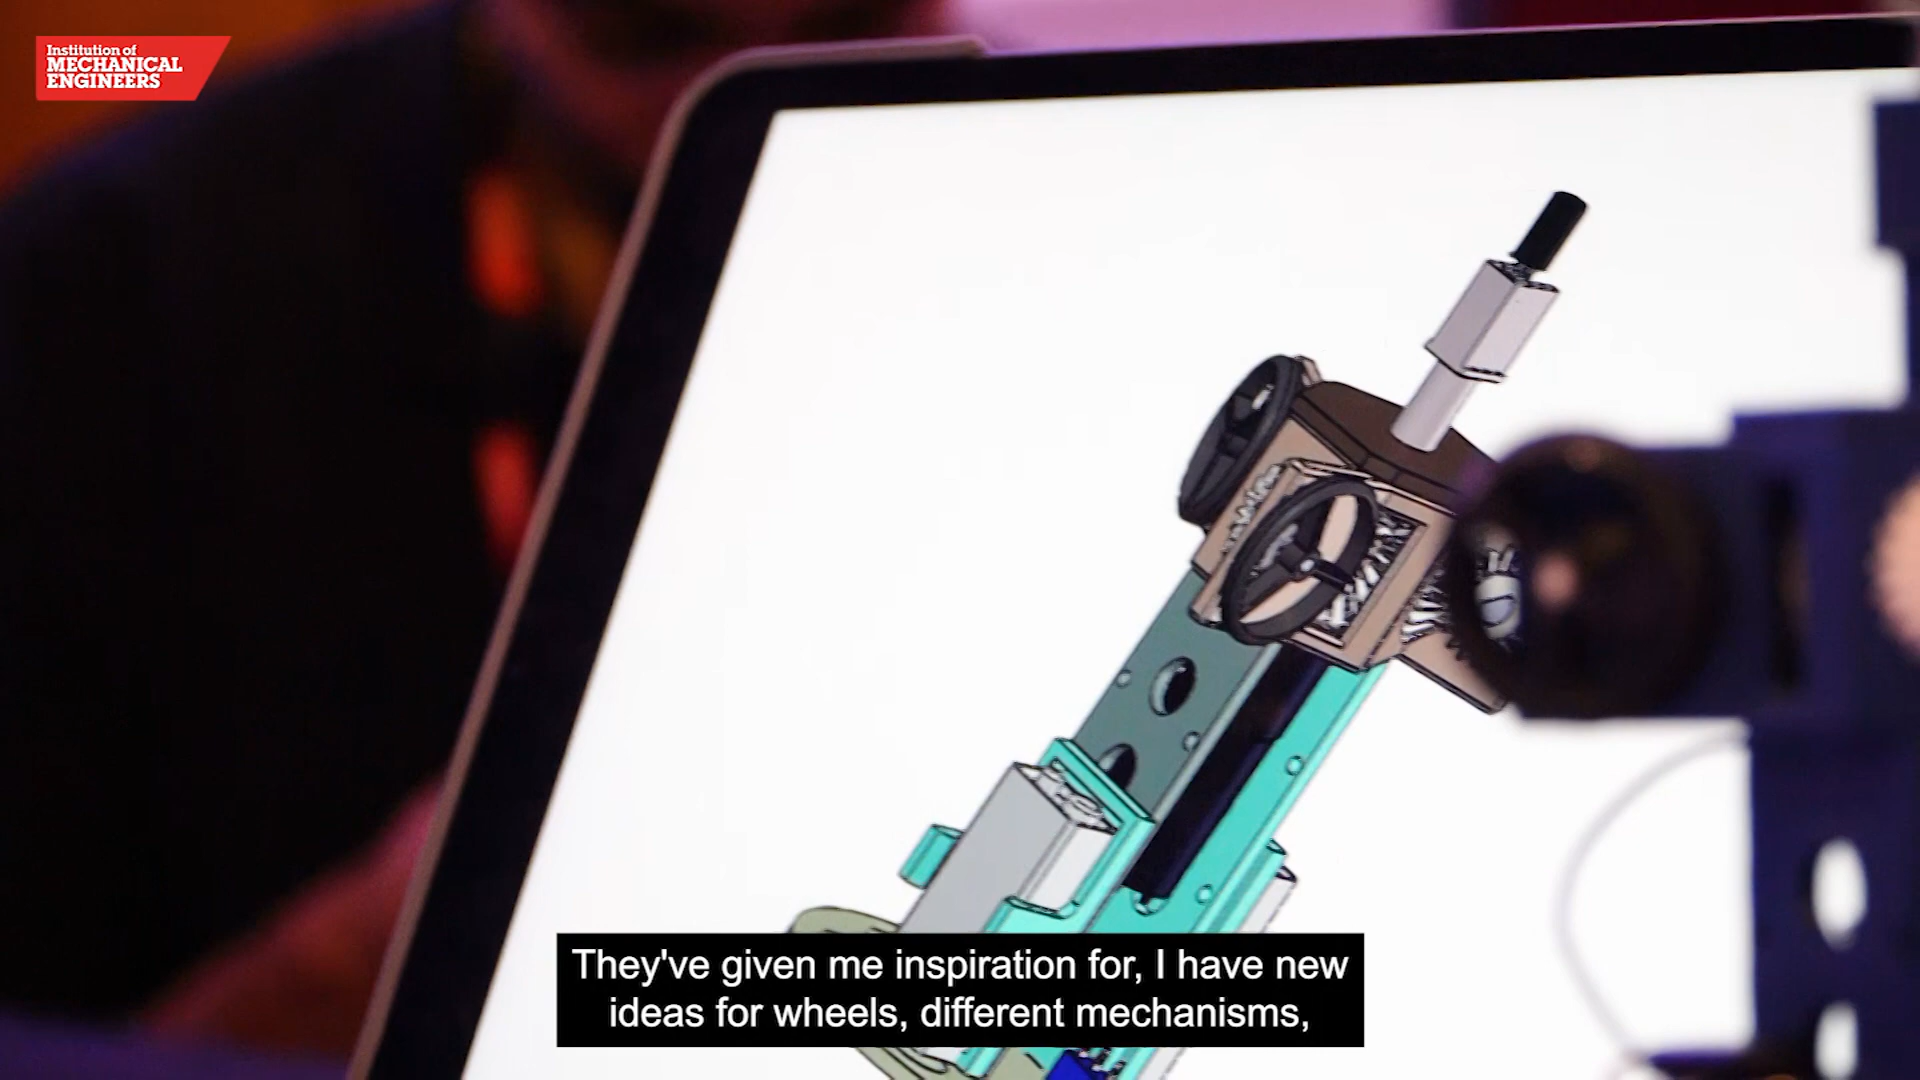 Institution of
MECHANICAL
ENGINEERS
They've given me inspiration for, I have new
ideas for wheels, different mechanisms,